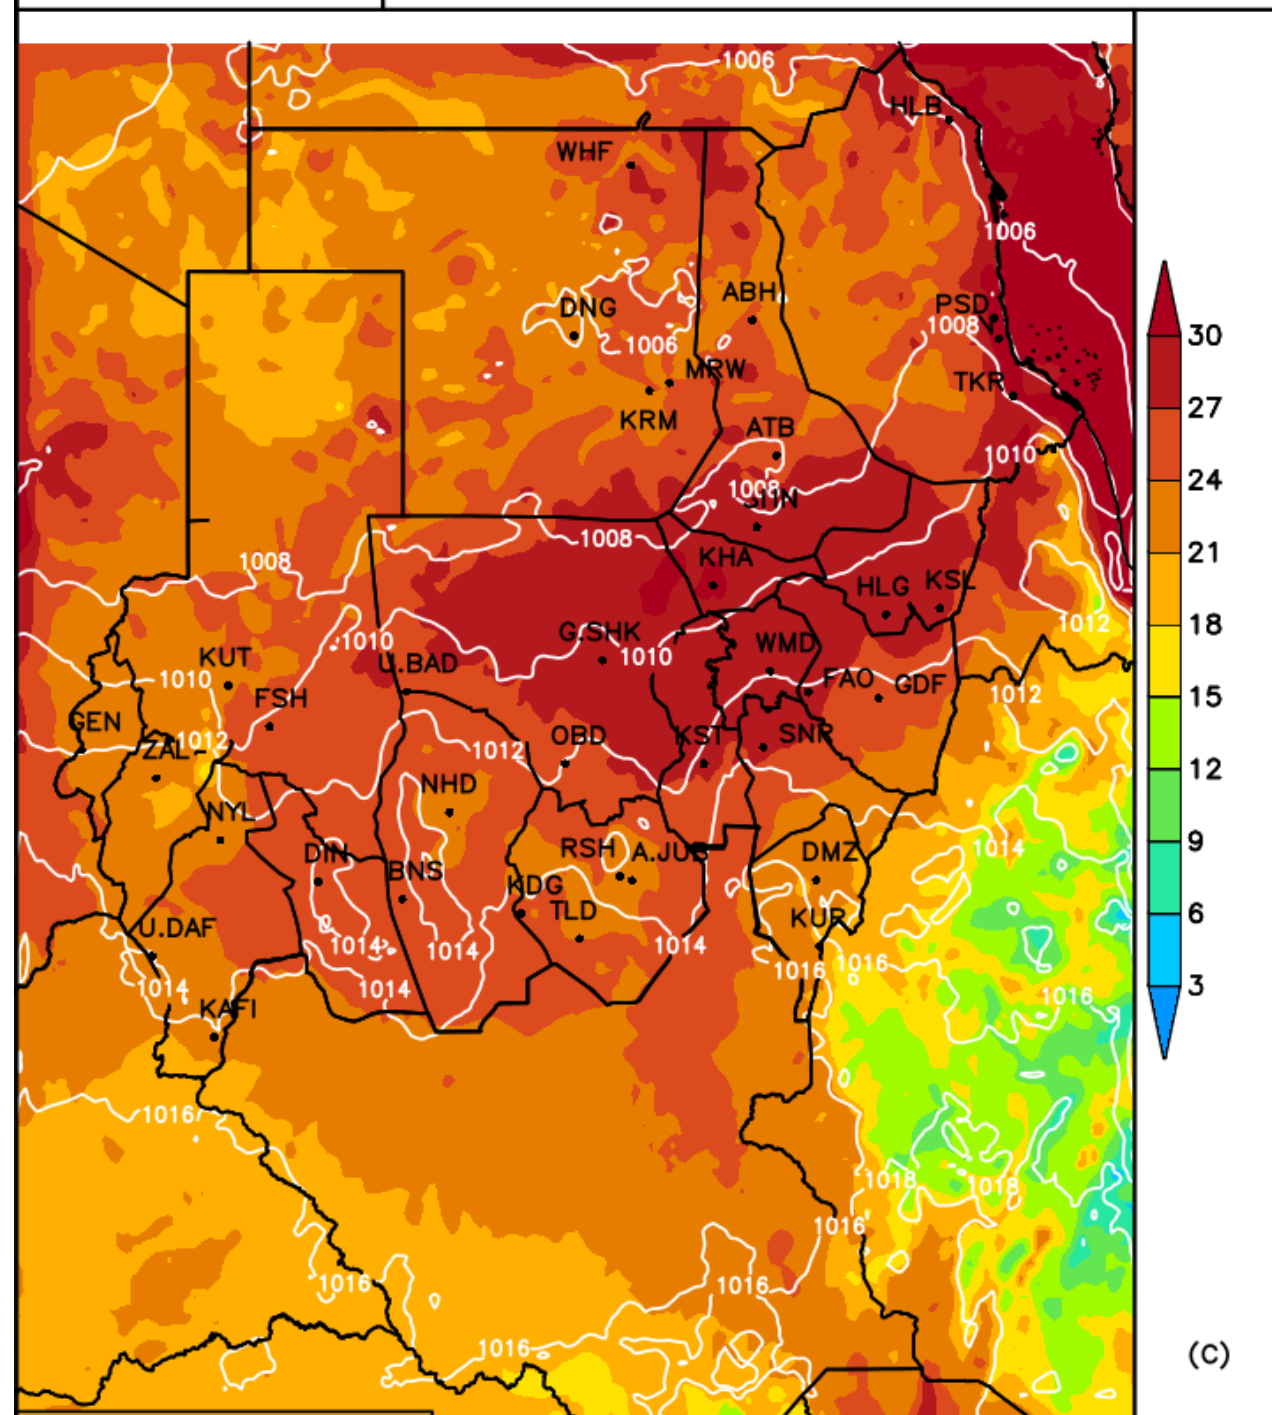 1006
HLB
WHF
1006
ABH
PSD
DNG
1008
30
1006
MRW
TKR
KRM
27
ATB
1010
24
1008
1008
1008
KHA
21
HLG
KSL
1012
18
G.SHK
WMD
1010
1010
KUT
U.BAD
1010
FAO
GDF
1012
15
FSH
GEN
1012
ZAL
1012
OBD
KST
SNR
12
NHD
NYL
9
DIN
BNS
RSH
A.JUB
DMZ
1014
KDG
TLD
KUR
6
U.DAF
1014
1014
1014
1016
1016
3
1014
1014
1016
KAFI
1016
1018
1018
1016
1016
1016
1016
(C)